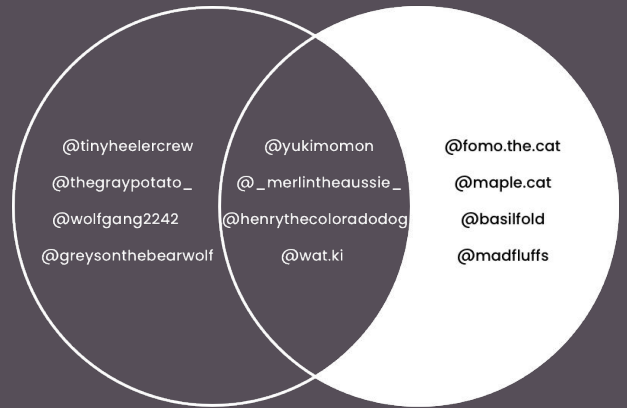 @tinyheelercrew
@thegraypotato_
@wolfgang2242
@greysonthebearwolf
@yukimomon
@_merlintheaussie_
@henrythecoloradodog
@wat.ki
@fomo.the.cat
@maple.cat
@basilfold
@madfluffs